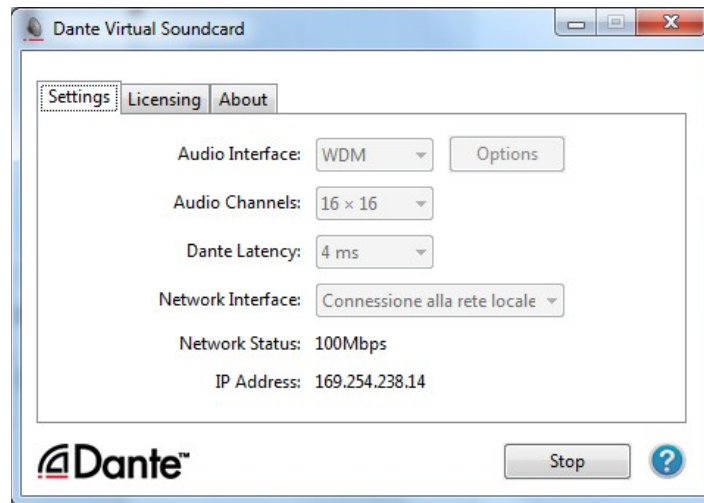 Dante Virtual Soundcard
Settings Licensing About
Audio Interface: WDM Options
Audio Channels: 16 × 16
Dante Latency: 4 ms
Network Interface: Connessione alla rete locale
Network Status: 100Mbps
IP Address: 169.254.238.14
Dante™ Stop ?